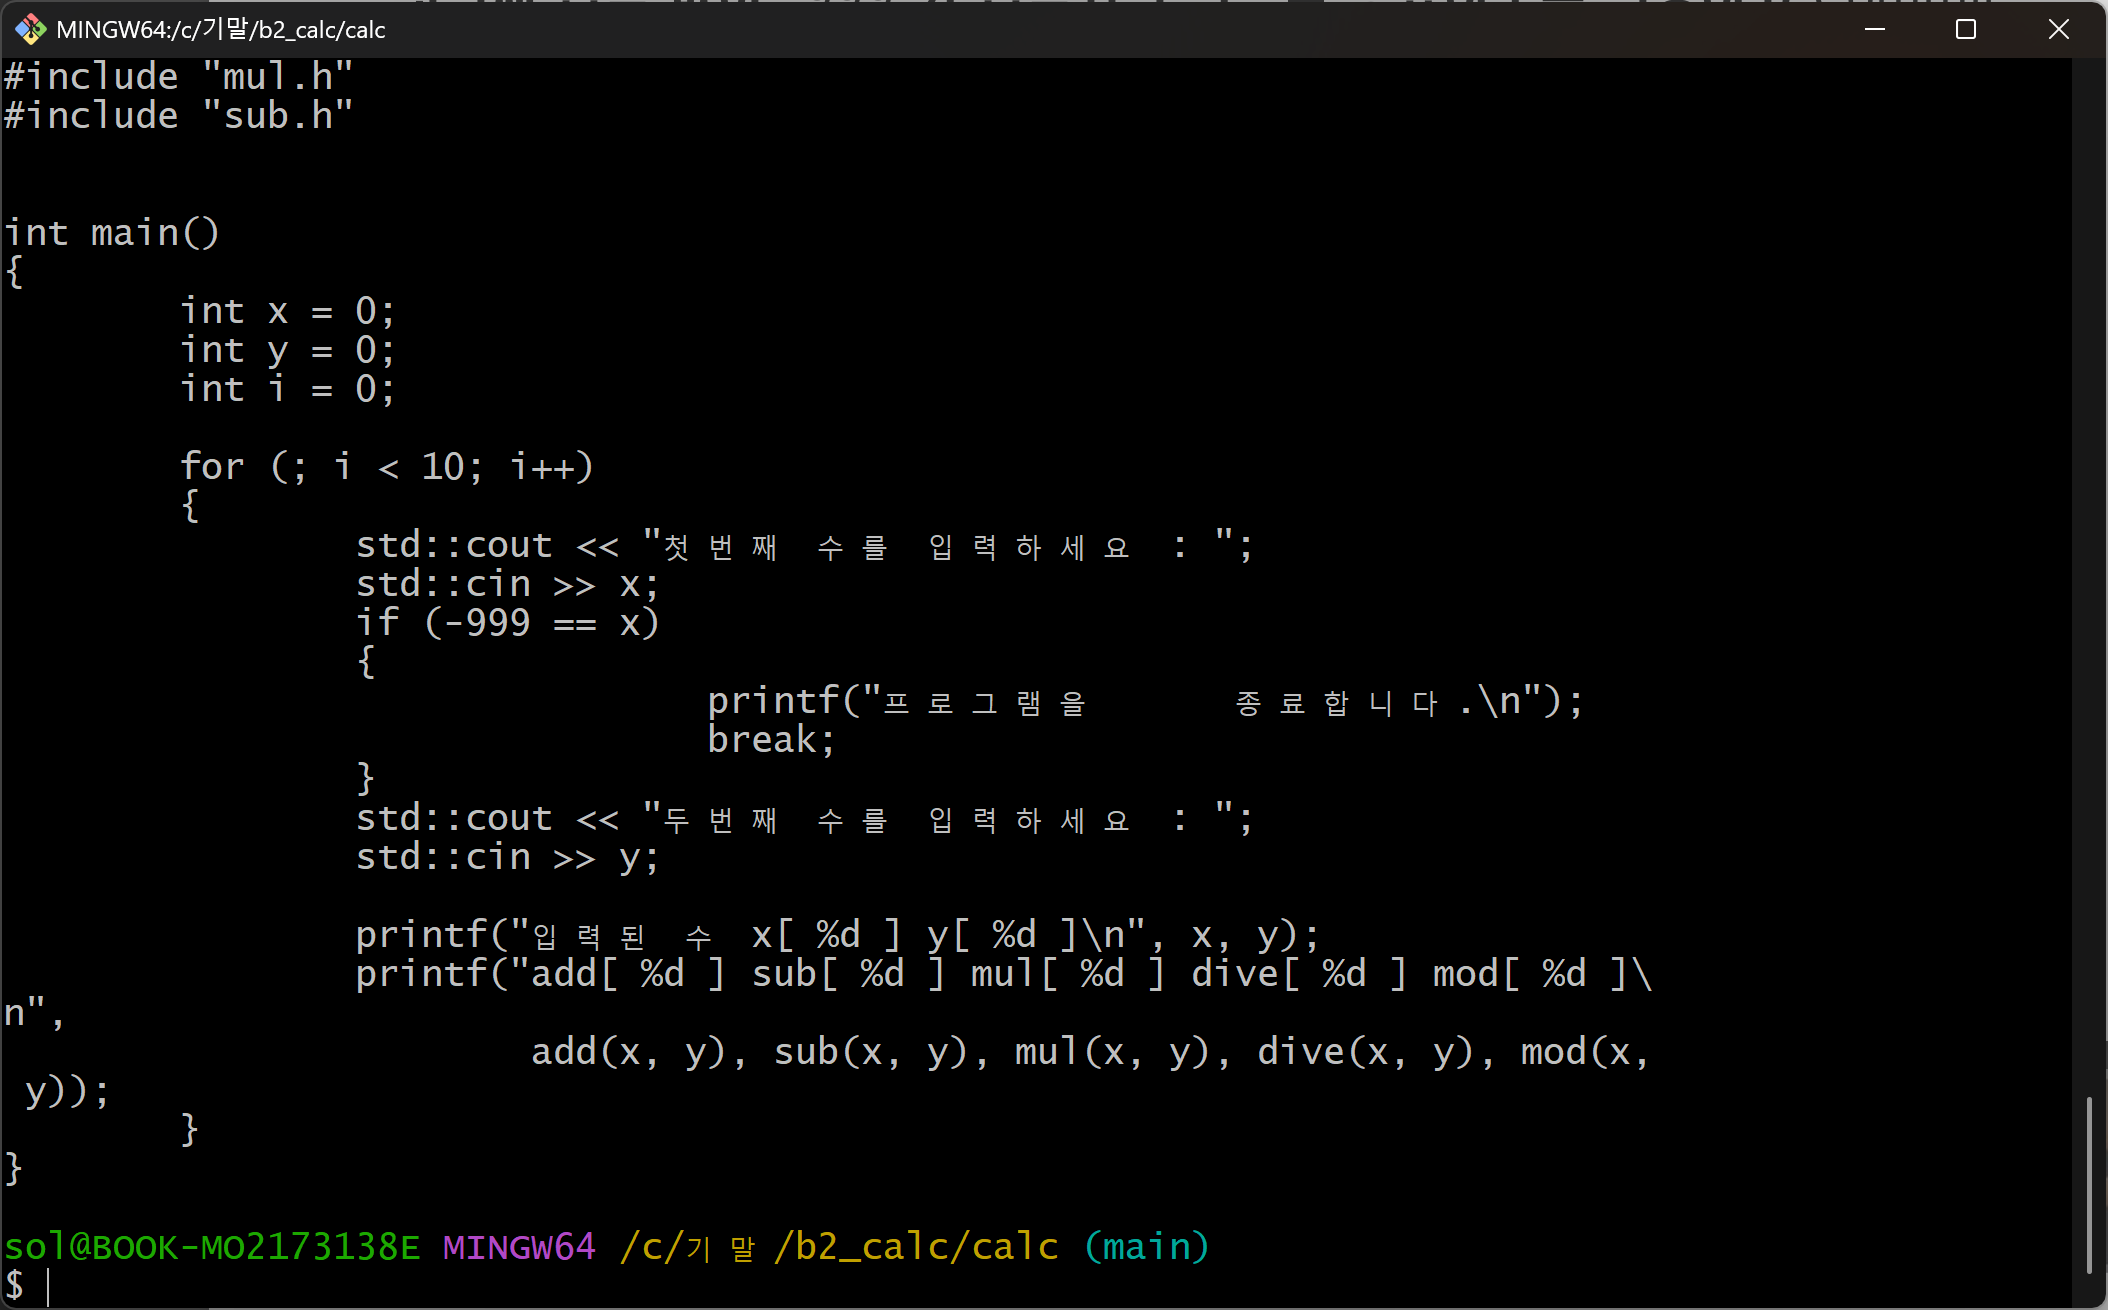 MINGW64:/c/기말/b2_calc/calc
#include "mul.h"
#include "sub.h"
int main()
{
        int x = 0;
        int y = 0;
        int i = 0;
        for (; i < 10; i++)
        {
                std::cout << "첫번째 수를 입력하세요 : ";
                std::cin >> x;
                if (-999 == x)
                {
                                printf("프로그램을       종료합니다.\n");
                                break;
                }
                std::cout << "두번째 수를 입력하세요 : ";
                std::cin >> y;
                printf("입력된 수 x[ %d ] y[ %d ]\n", x, y);
                printf("add[ %d ] sub[ %d ] mul[ %d ] dive[ %d ] mod[ %d ]\
n",
                        add(x, y), sub(x, y), mul(x, y), dive(x, y), mod(x,
 y));
        }
}
sol@BOOK-MO2173138E MINGW64 /c/기말/b2_calc/calc (main)
$